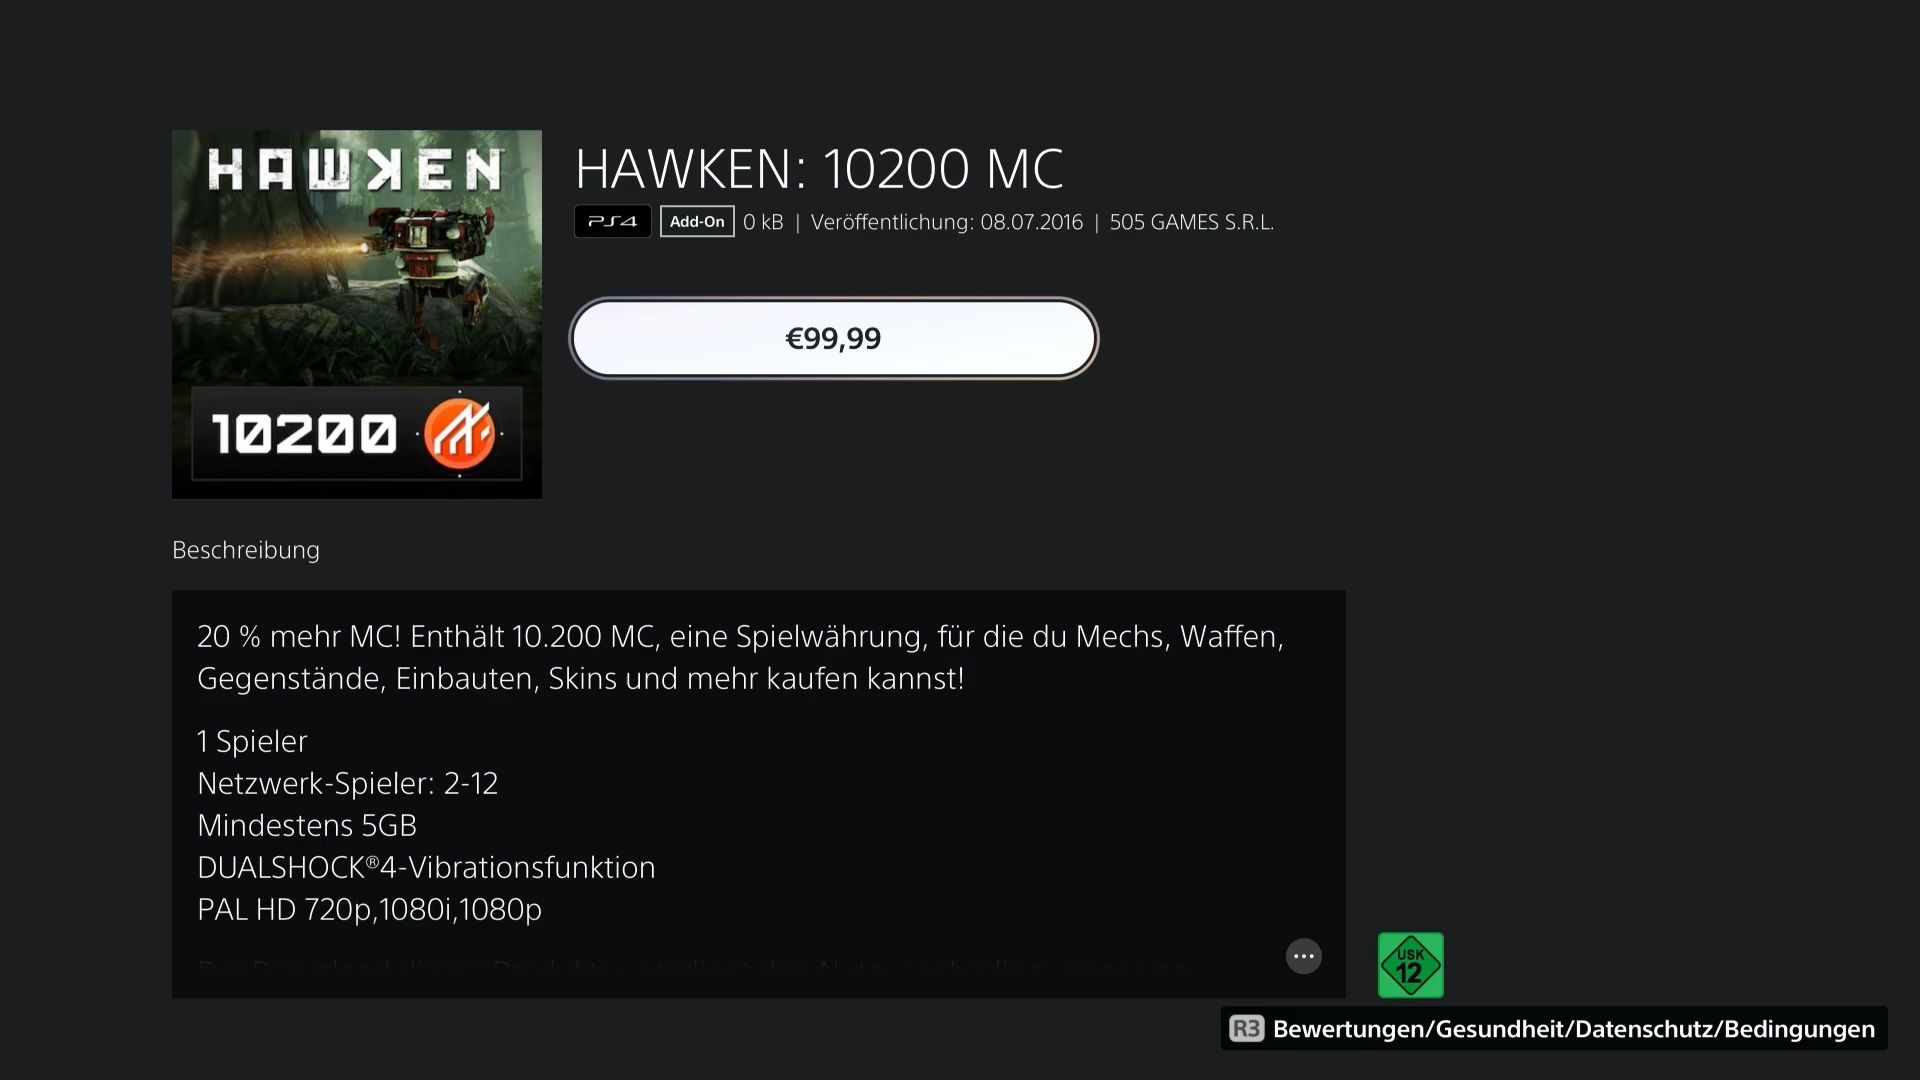 HAWKEN
10200
HAWKEN: 10200 MC
PS4 Add-On 0 kB | Veröffentlichung: 08.07.2016 | 505 GAMES S.R.L.
€99,99
Beschreibung
20 % mehr MC! Enthält 10.200 MC, eine Spielwährung, für die du Mechs, Waffen,
Gegenstände, Einbauten, Skins und mehr kaufen kannst!
1 Spieler
Netzwerk-Spieler: 2-12
Mindestens 5GB
DUALSHOCK®4-Vibrationsfunktion
PAL HD 720p,1080i,1080p
USK
12
R3 Bewertungen/Gesundheit/Datenschutz/Bedingungen